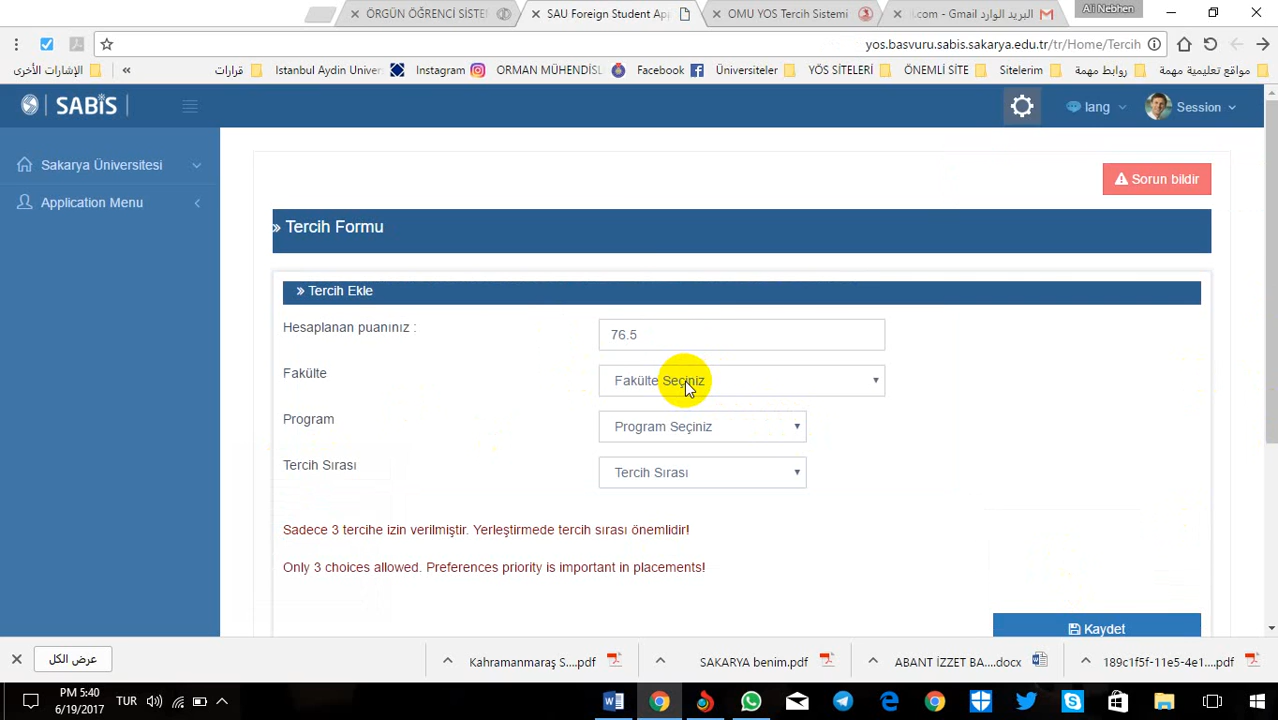 ÖRGÜN ÖĞRENCİ SİSTE
SAU Foreign Student Ap
OMU YOS Tercih Sistemi
البريد الوارد - Gmail.com
Ali Nebhen
yos.basvuru.sabis.sakarya.edu.tr/tr/Home/Tercih
الإشارات الأخرى
قرارات
Istanbul Aydin Univer
Instagram
ORMAN MÜHENDİSL
Facebook
Üniversiteler
YÖS SİTELERİ
ÖNEMLİ SİTE
Sitelerim
روابط مهمة
مواقع تعليمية مهمة
SABİS
lang
Session
Sakarya Üniversitesi
Application Menu
Sorun bildir
» Tercih Formu
» Tercih Ekle
Hesaplanan puanınız :
76.5
Fakülte
Fakülte Seçiniz
Program
Program Seçiniz
Tercih Sırası
Tercih Sırası
Sadece 3 tercihe izin verilmiştir. Yerleştirmede tercih sırası önemlidir!
Only 3 choices allowed. Preferences priority is important in placements!
Kaydet
عرض الكل
Kahramanmaraş S....pdf
SAKARYA benim.pdf
ABANT İZZET BA....docx
189c1f5f-11e5-4e1....pdf
PM 5:40
6/19/2017
TUR